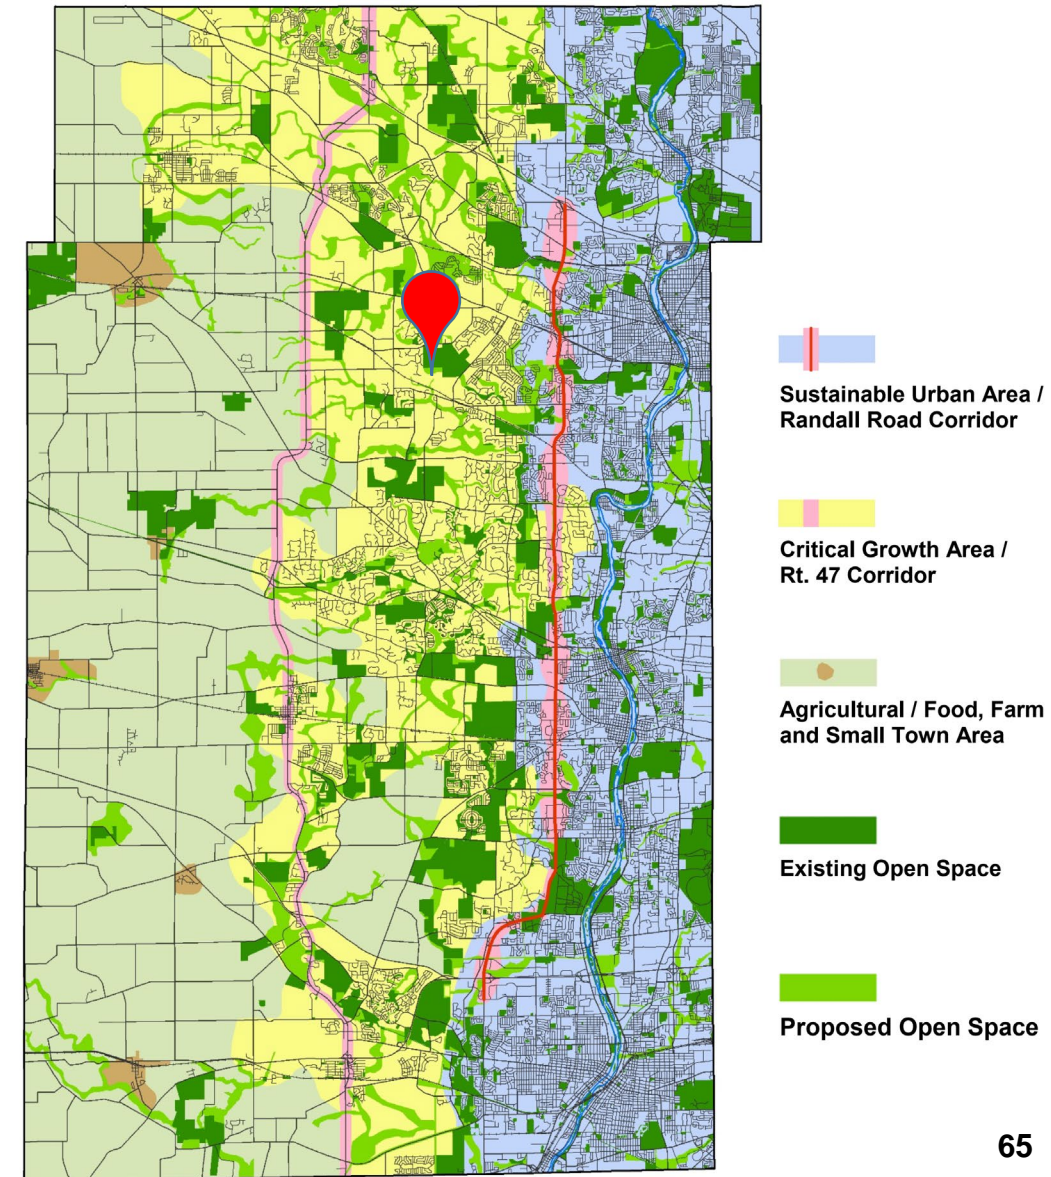 Sustainable Urban Area /
Randall Road Corridor
Critical Growth Area /
Rt. 47 Corridor
Agricultural / Food, Farm
and Small Town Area
Existing Open Space
Proposed Open Space
65